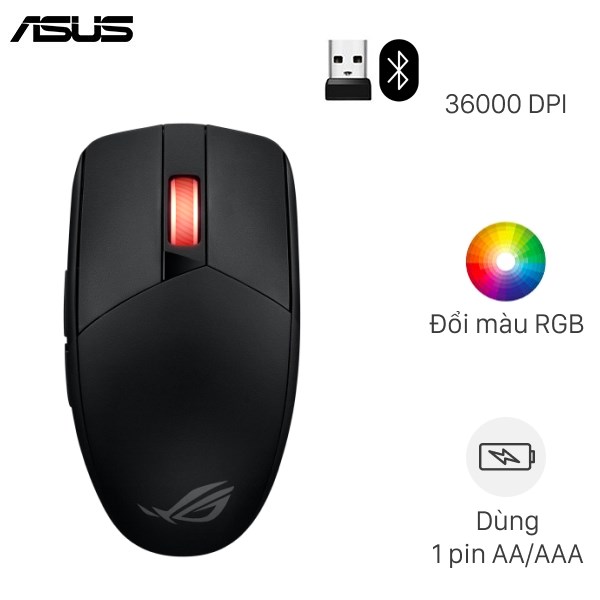 ASUS
36000 DPI
Đổi màu RGB
Dùng
1 pin AA/AAA